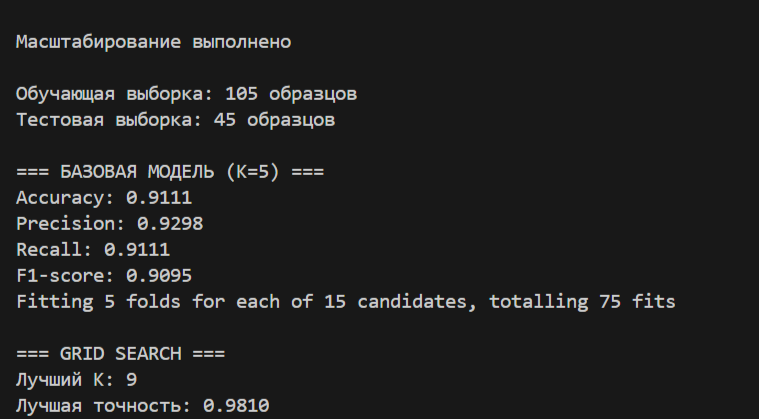 Масштабирование выполнено
Обучающая выборка: 105 образцов
Тестовая выборка: 45 образцов
=== БАЗОВАЯ МОДЕЛЬ (K=5) ===
Accuracy: 0.9111
Precision: 0.9298
Recall: 0.9111
F1-score: 0.9095
Fitting 5 folds for each of 15 candidates, totalling 75 fits
=== GRID SEARCH ===
Лучший K: 9
Лучшая точность: 0.9810